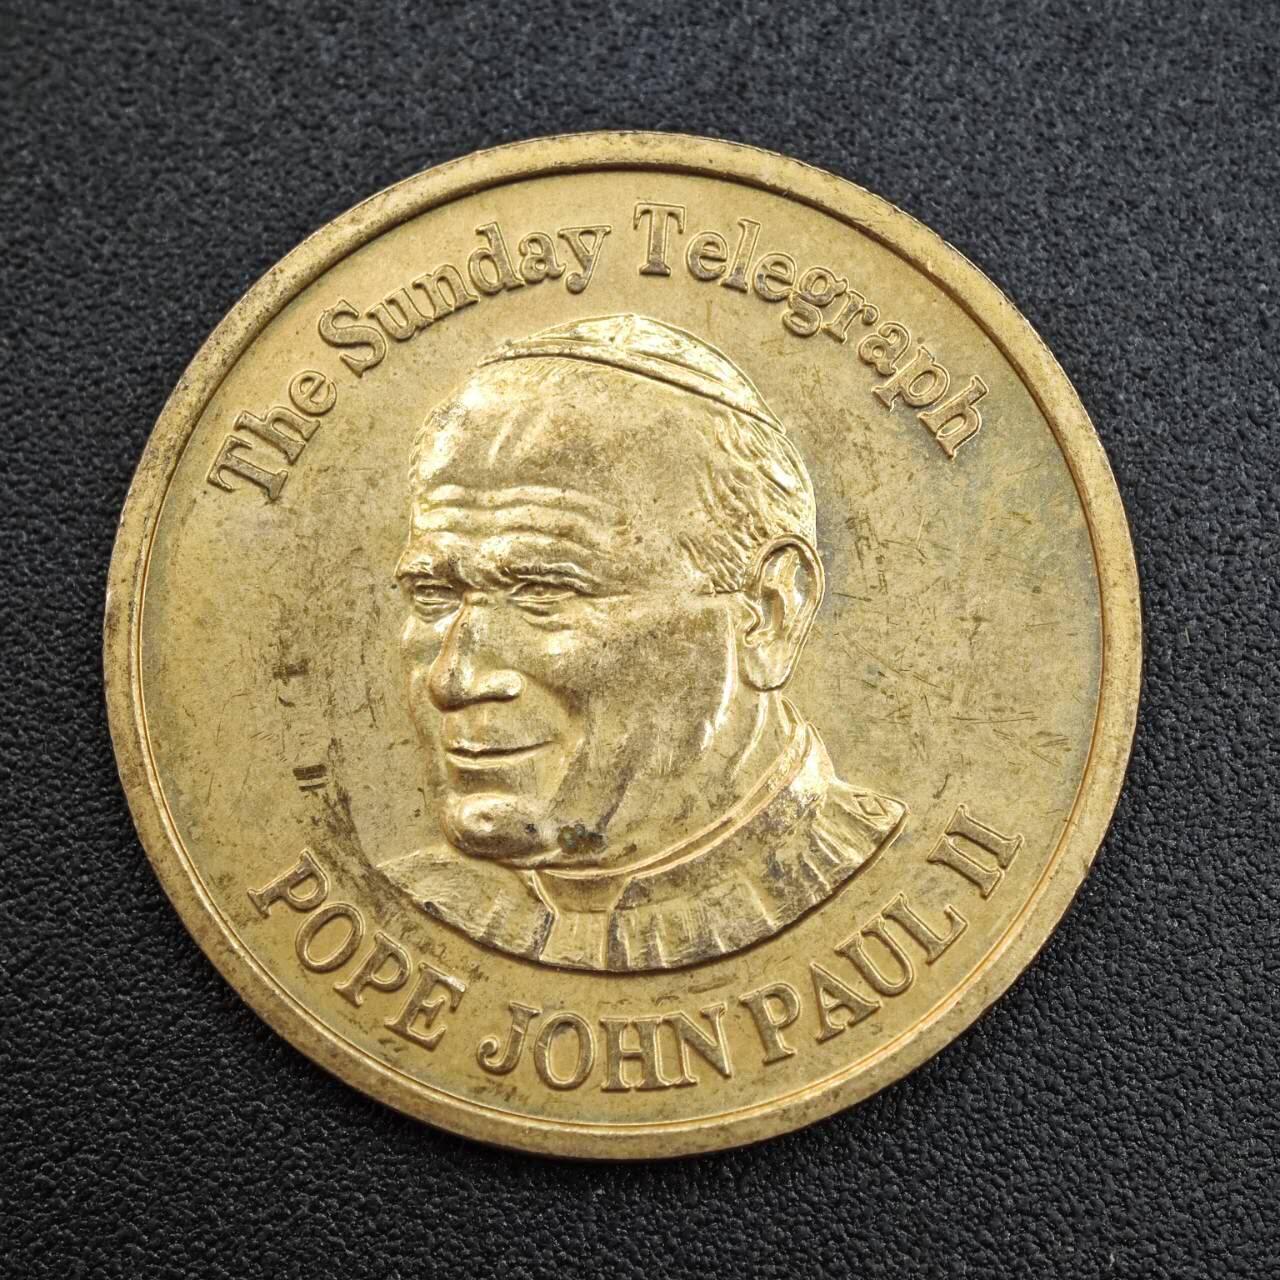 The Sunday Telegraph
POPE JOHN PAUL II